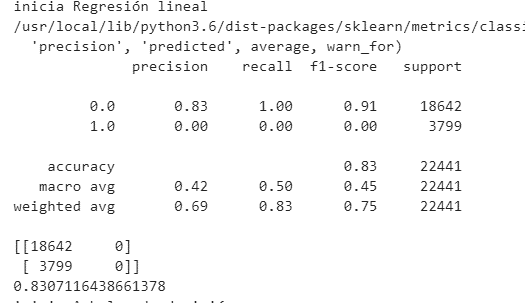 inicia Regresión lineal
/usr/local/lib/python3.6/dist-packages/sklearn/metrics/classi
'precision', 'predicted', average, warn_for)
precision recall f1-score support
0.0 0.83 1.00 0.91 18642
1.0 0.00 0.00 0.00 3799
accuracy 0.83 22441
macro avg 0.42 0.50 0.45 22441
weighted avg 0.69 0.83 0.75 22441
[[18642 0]
[ 3799 0]]
0.8307116438661378